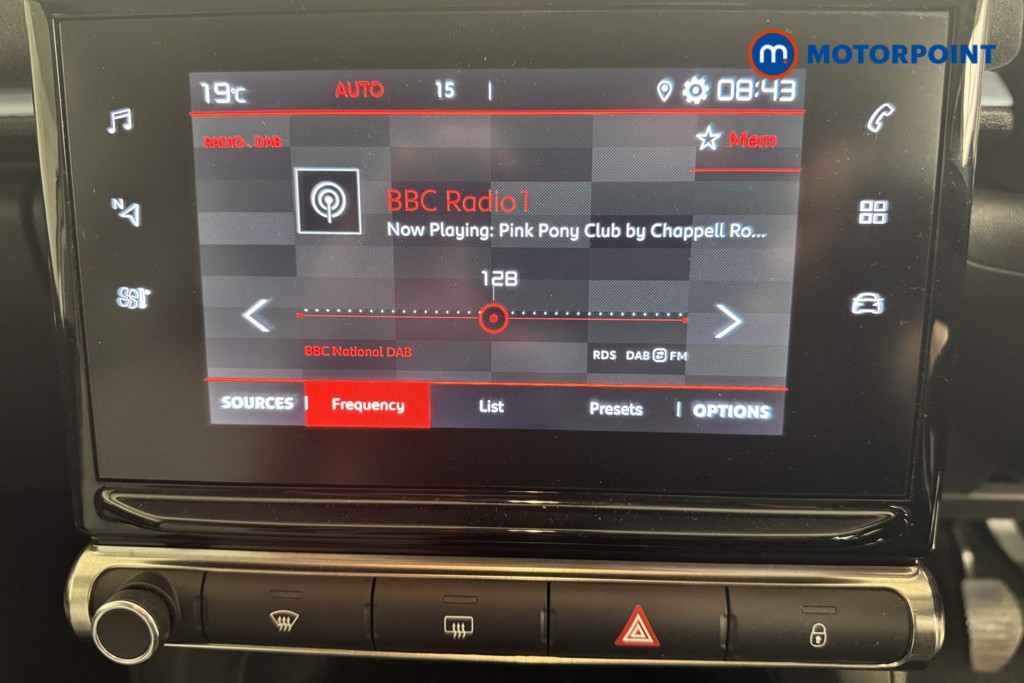 m MOTORPOINT
19°C AUTO 15 | 08:43
RADIO . DAB
Mem
BBC Radio 1
Now Playing: Pink Pony Club by Chappell Ro...
128
BBC National DAB
RDS DAB FM
SOURCES | Frequency List Presets | OPTIONS
N